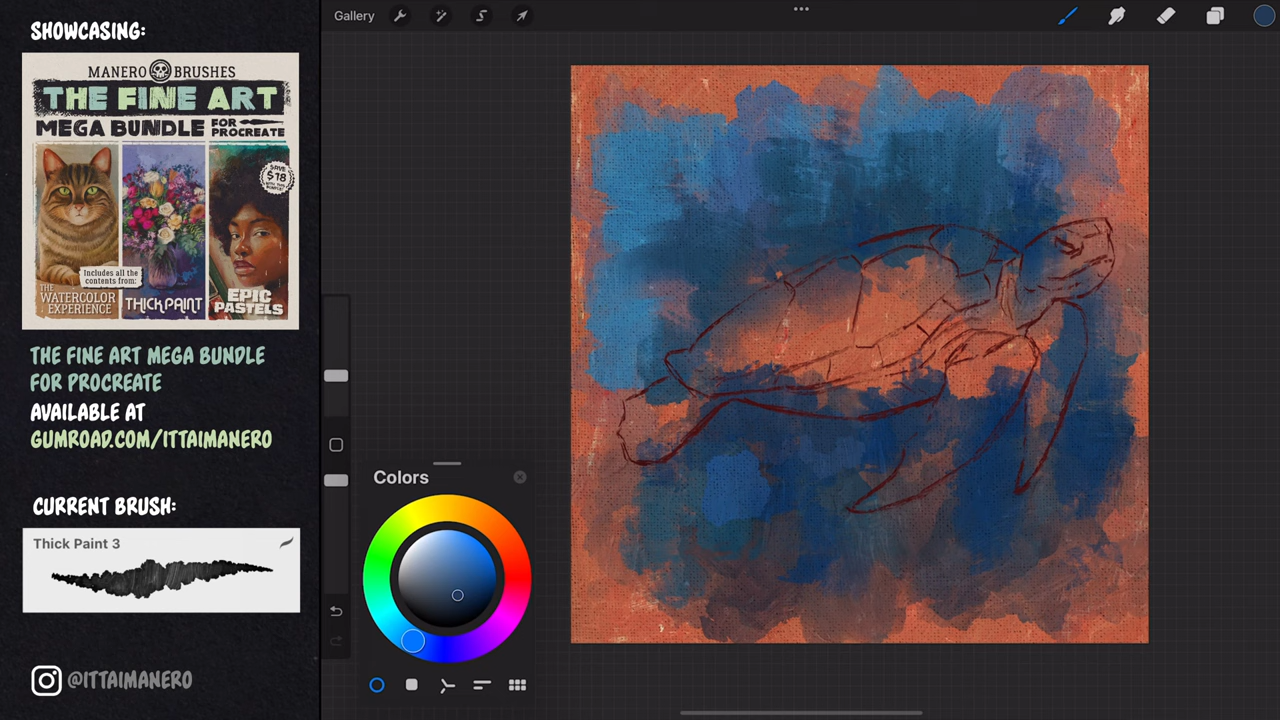 SHOWCASING:
MANERO BRUSHES
THE FINE ART
MEGA BUNDLE FOR PROCREATE
SAVE $78
Includes all the contents from:
THE WATERCOLOR EXPERIENCE
THICK PAINT
EPIC PASTELS
THE FINE ART MEGA BUNDLE
FOR PROCREATE
AVAILABLE AT
GUMROAD.COM/ITTAIMANERO
CURRENT BRUSH:
Thick Paint 3
@ITTAIMANERO
Gallery
Colors